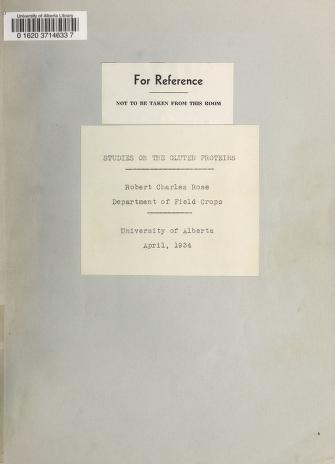 University of Alberta Library
0 1620 3714633 7
For Reference
NOT TO BE TAKEN FROM THIS ROOM
STUDIES ON THE GLUTEN PROTEINS
Robert Charles Rose
Department of Field Crops
University of Alberta
April, 1934